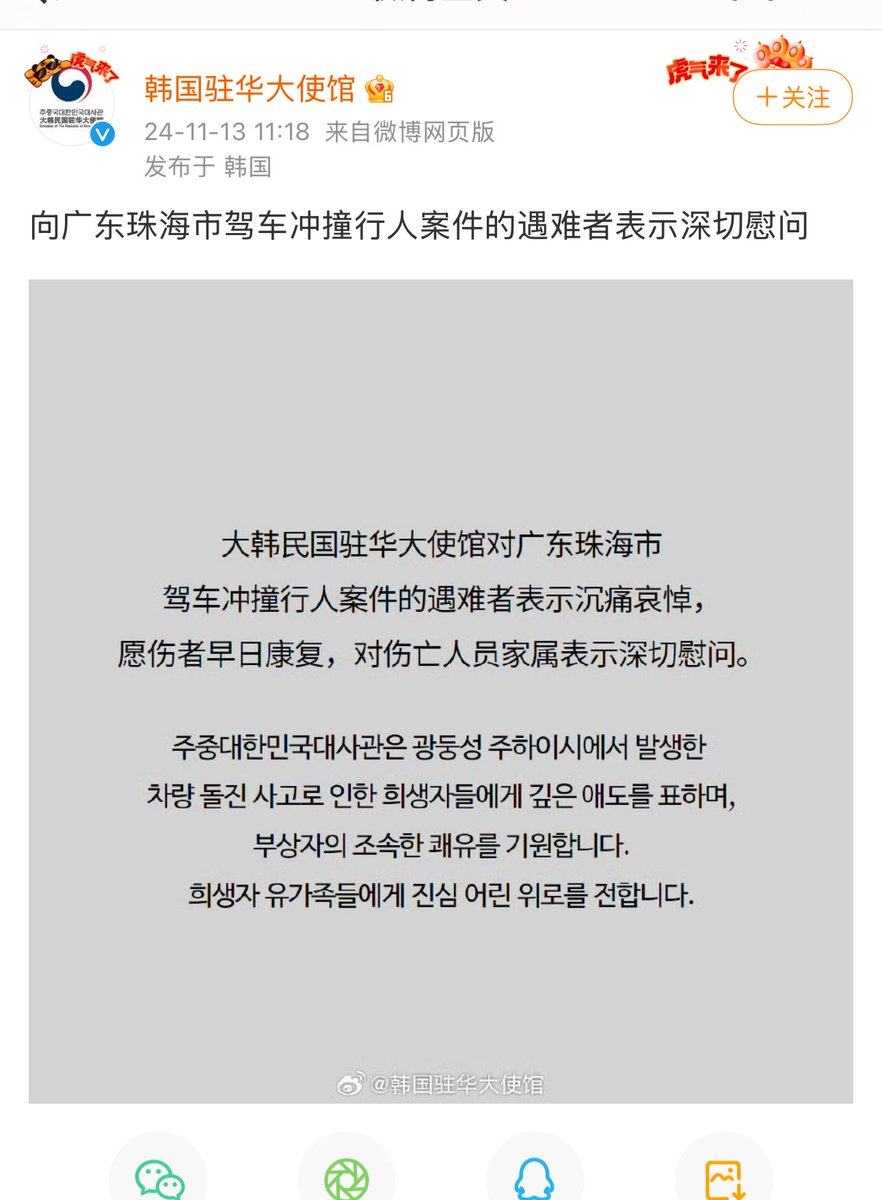 虎气来了
虎气来了
주중국대한민국대사관
大韩民国驻华大使馆
韩国驻华大使馆
+关注
24-11-13 11:18 来自微博网页版
发布于 韩国
向广东珠海市驾车冲撞行人案件的遇难者表示深切慰问
大韩民国驻华大使馆对广东珠海市
驾车冲撞行人案件的遇难者表示沉痛哀悼，
愿伤者早日康复，对伤亡人员家属表示深切慰问。
주중대한민국대사관은 광둥성 주하이시에서 발생한
차량 돌진 사고로 인한 희생자들에게 깊은 애도를 표하며,
부상자의 조속한 쾌유를 기원합니다.
희생자 유가족들에게 진심 어린 위로를 전합니다.
@韩国驻华大使馆